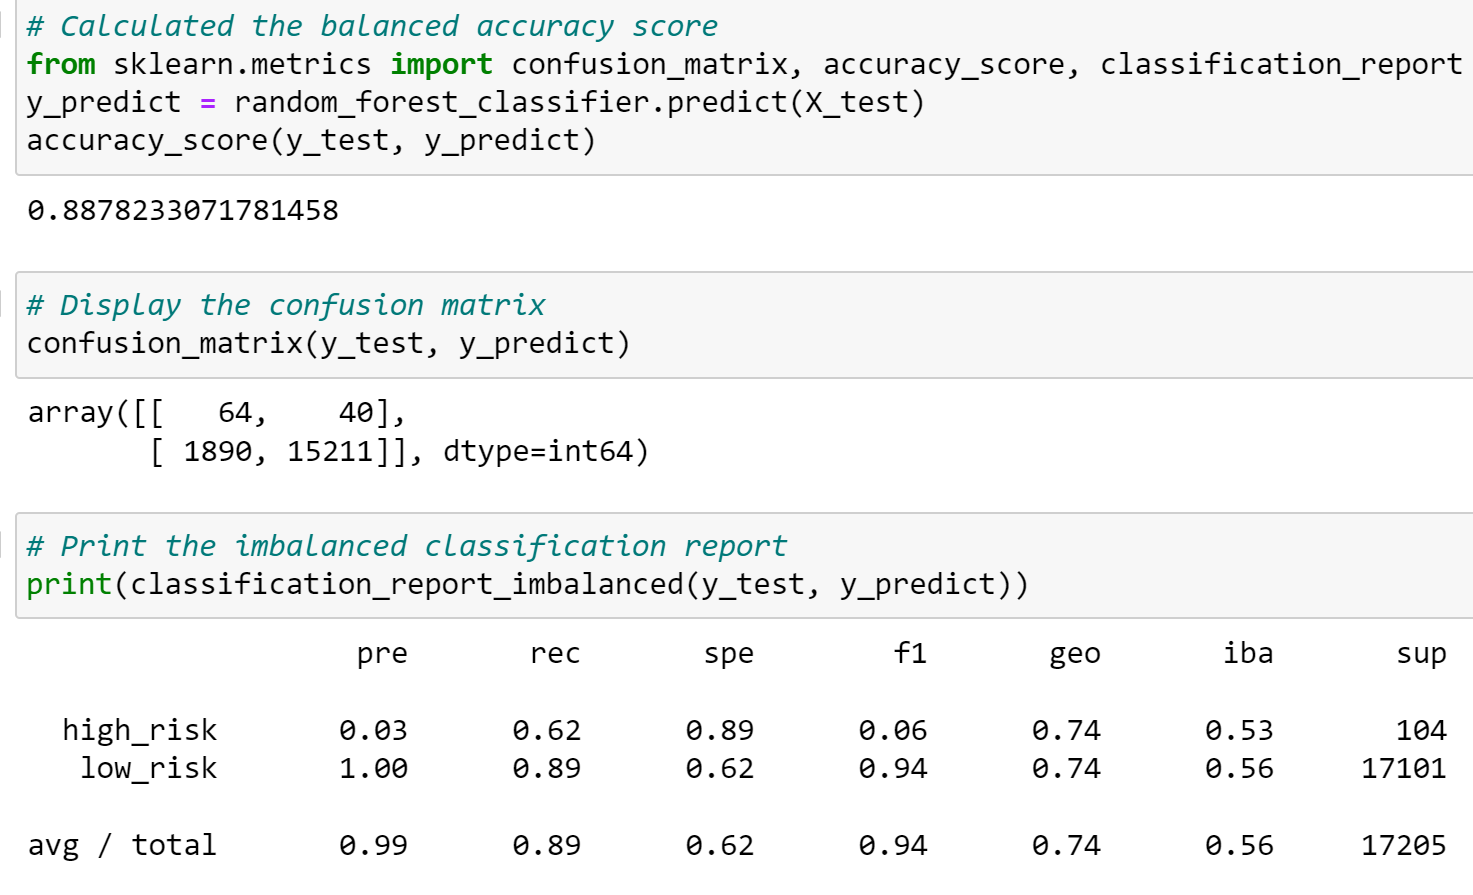 # Calculated the balanced accuracy score
from sklearn.metrics import confusion_matrix, accuracy_score, classification_report
y_predict = random_forest_classifier.predict(X_test)
accuracy_score(y_test, y_predict)
0.8878233071781458
# Display the confusion matrix
confusion_matrix(y_test, y_predict)
array([[   64,    40],
       [ 1890, 15211]], dtype=int64)
# Print the imbalanced classification report
print(classification_report_imbalanced(y_test, y_predict))
                   pre       rec       spe        f1       geo       iba       sup
  high_risk       0.03      0.62      0.89      0.06      0.74      0.53       104
   low_risk       1.00      0.89      0.62      0.94      0.74      0.56     17101
avg / total       0.99      0.89      0.62      0.94      0.74      0.56     17205